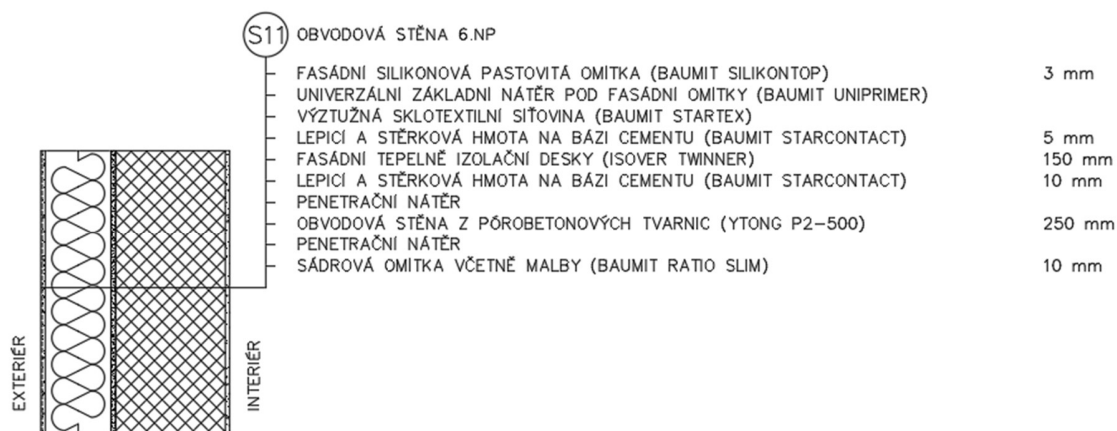 S11 OBVODOVÁ STĚNA 6.NP
FASÁDNÍ SILIKONOVÁ PASTOVITÁ OMÍTKA (BAUMIT SILIKONTOP) 3 mm
UNIVERZÁLNÍ ZÁKLADNÍ NÁTĚR POD FASÁDNÍ OMÍTKY (BAUMIT UNIPRIMER)
VÝZTUŽNÁ SKLOTEXTILNÍ SÍŤOVINA (BAUMIT STARTEX)
LEPICÍ A STĚRKOVÁ HMOTA NA BÁZI CEMENTU (BAUMIT STARCONTACT) 5 mm
FASÁDNÍ TEPELNĚ IZOLAČNÍ DESKY (ISOVER TWINNER) 150 mm
LEPICÍ A STĚRKOVÁ HMOTA NA BÁZI CEMENTU (BAUMIT STARCONTACT) 10 mm
PENETRAČNÍ NÁTĚR
OBVODOVÁ STĚNA Z PÓROBETONOVÝCH TVARNIC (YTONG P2-500) 250 mm
PENETRAČNÍ NÁTĚR
SÁDROVÁ OMÍTKA VČETNĚ MALBY (BAUMIT RATIO SLIM) 10 mm
EXTERIÉR
INTERIÉR